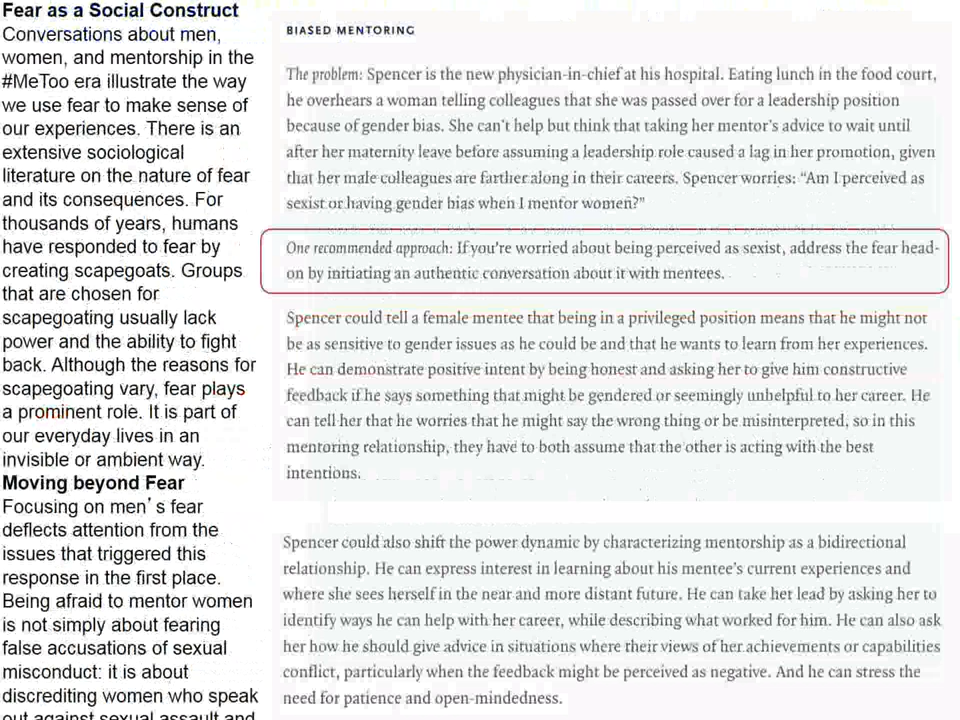 Fear as a Social Construct
Conversations about men,
women, and mentorship in the
#MeToo era illustrate the way
we use fear to make sense of
our experiences. There is an
extensive sociological
literature on the nature of fear
and its consequences. For
thousands of years, humans
have responded to fear by
creating scapegoats. Groups
that are chosen for
scapegoating usually lack
power and the ability to fight
back. Although the reasons for
scapegoating vary, fear plays
a prominent role. It is part of
our everyday lives in an
invisible or ambient way.
Moving beyond Fear
Focusing on men's fear
deflects attention from the
issues that triggered this
response in the first place.
Being afraid to mentor women
is not simply about fearing
false accusations of sexual
misconduct: it is about
discrediting women who speak
out against sexual assault and
BIASED MENTORING
The problem: Spencer is the new physician-in-chief at his hospital. Eating lunch in the food court,
he overhears a woman telling colleagues that she was passed over for a leadership position
because of gender bias. She can't help but think that taking her mentor's advice to wait until
after her maternity leave before assuming a leadership role caused a lag in her promotion, given
that her male colleagues are farther along in their careers. Spencer worries: "Am I perceived as
sexist or having gender bias when I mentor women?"
One recommended approach: If you're worried about being perceived as sexist, address the fear head-
on by initiating an authentic conversation about it with mentees.
Spencer could tell a female mentee that being in a privileged position means that he might not
be as sensitive to gender issues as he could be and that he wants to learn from her experiences.
He can demonstrate positive intent by being honest and asking her to give him constructive
feedback if he says something that might be gendered or seemingly unhelpful to her career. He
can tell her that he worries that he might say the wrong thing or be misinterpreted, so in this
mentoring relationship, they have to both assume that the other is acting with the best
intentions.
Spencer could also shift the power dynamic by characterizing mentorship as a bidirectional
relationship. He can express interest in learning about his mentee's current experiences and
where she sees herself in the near and more distant future. He can take her lead by asking her to
identify ways he can help with her career, while describing what worked for him. He can also ask
her how he should give advice in situations where their views of her achievements or capabilities
conflict, particularly when the feedback might be perceived as negative. And he can stress the
need for patience and open-mindedness.